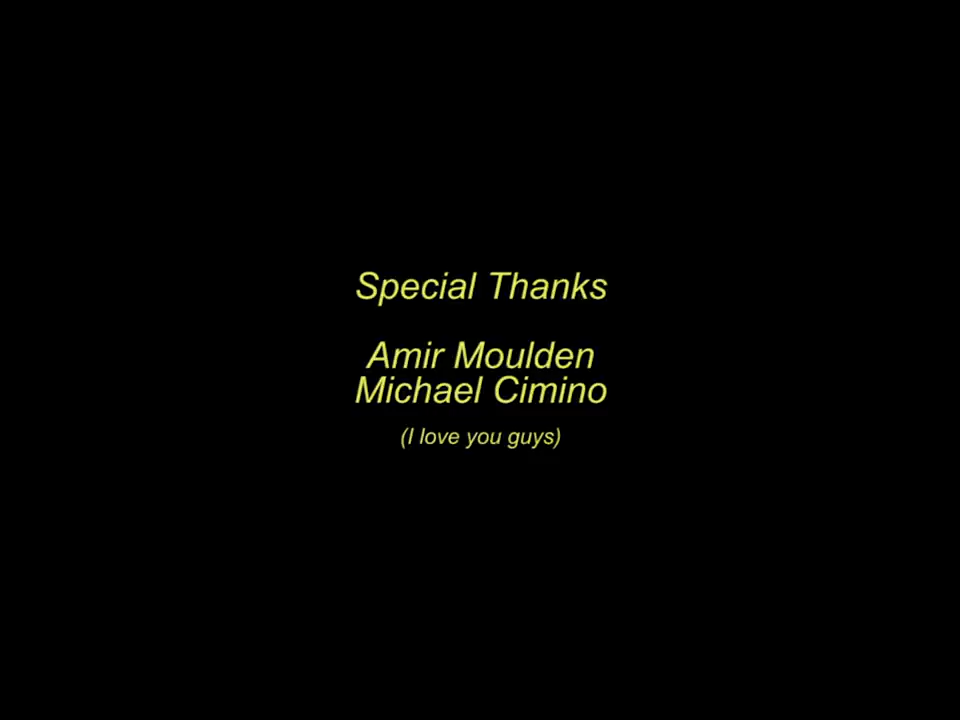 Special Thanks
Amir Moulden
Michael Cimino
(I love you guys)